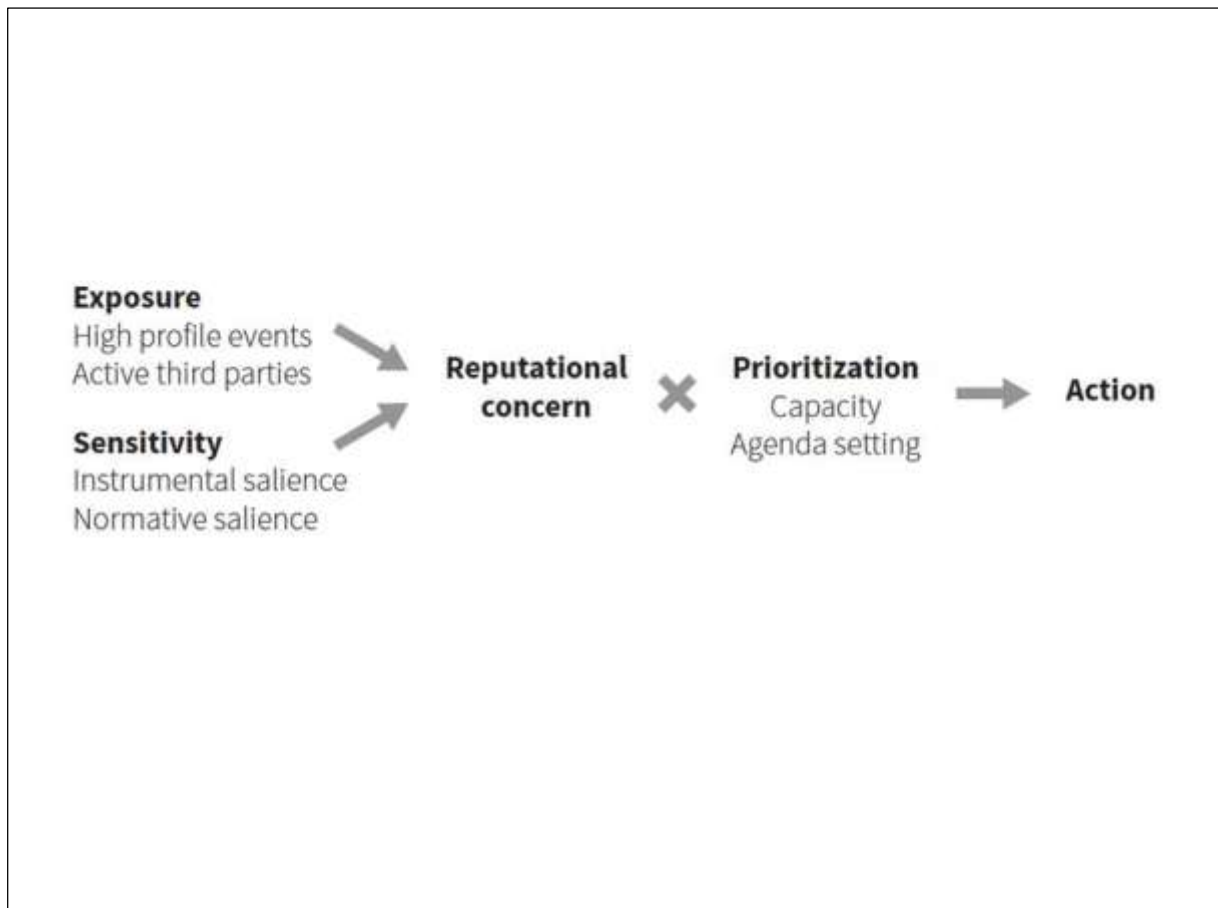 Exposure
High profile events
Active third parties
Sensitivity
Instrumental salience
Normative salience
Reputational
concern
Prioritization
Capacity
Agenda setting
Action